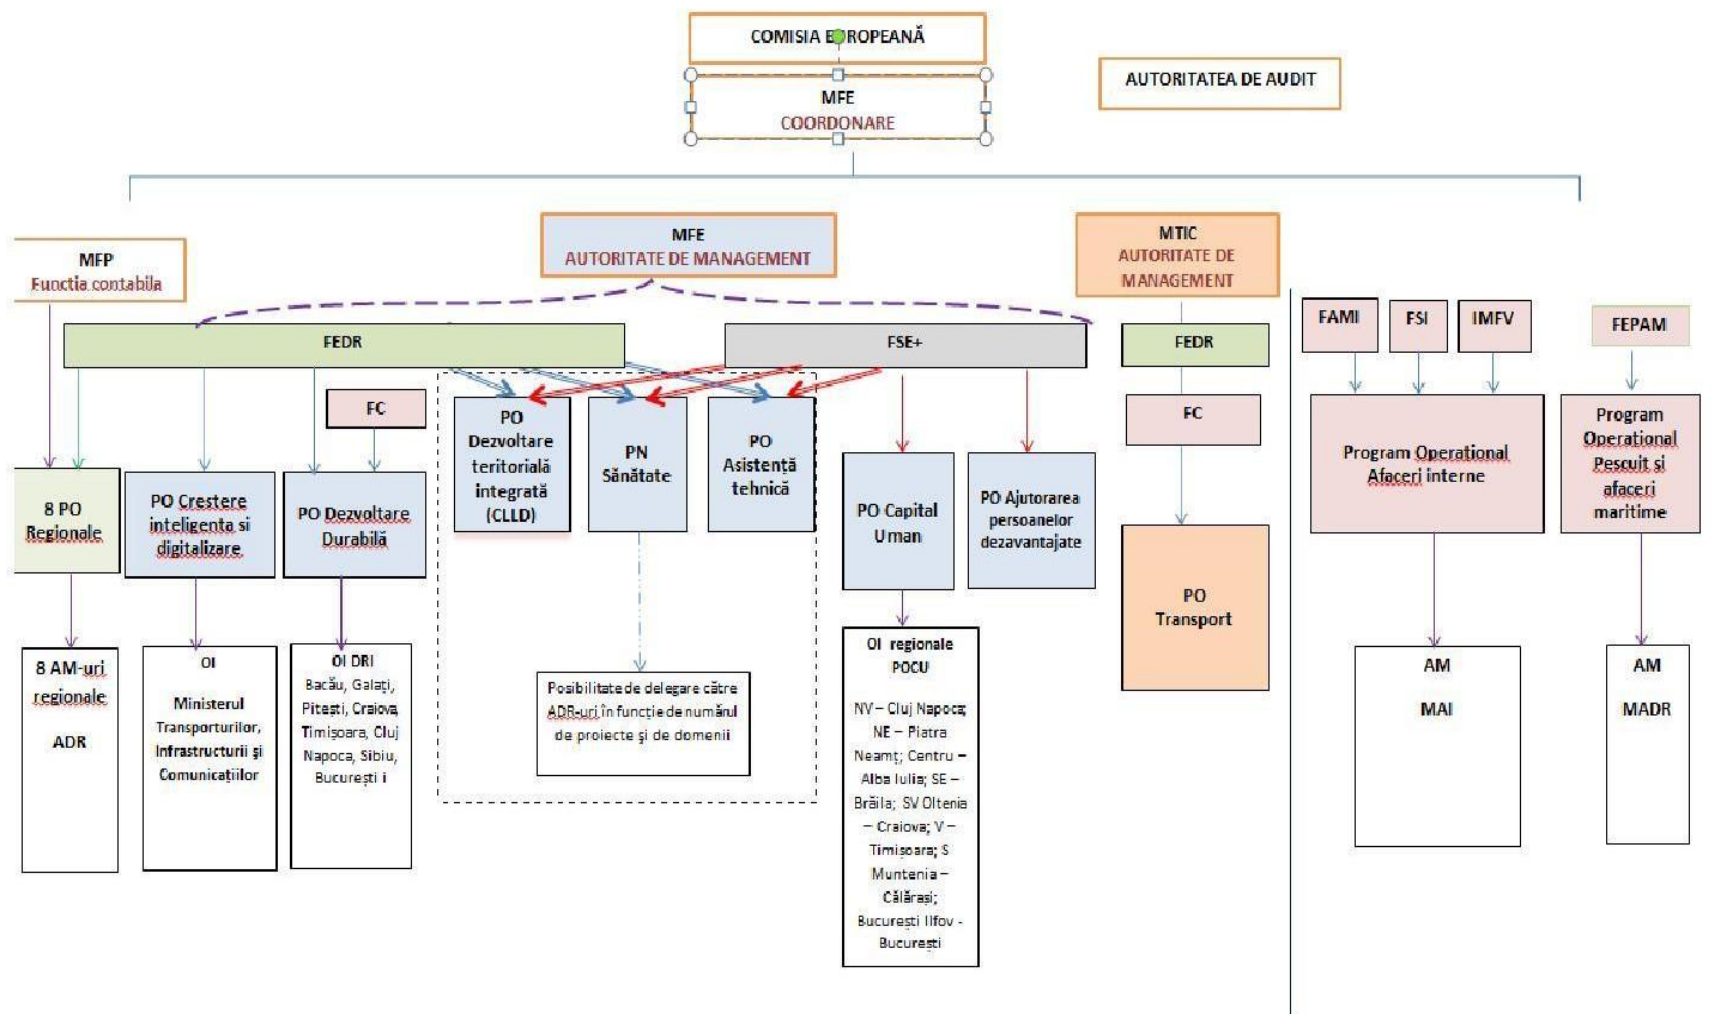 COMISIA EUROPEANĂ
MFE
COORDONARE
AUTORITATEA DE AUDIT
MFP
Functia contabila
MFE
AUTORITATE DE MANAGEMENT
MTIC
AUTORITATE DE
MANAGEMENT
FEDR
FSE+
FEDR
FAMI
FSI
IMFV
FEPAMI
FC
FC
8 PO
Regionale
PO Crestere
inteligenta si
digitalizare
PO Dezvoltare
Durabilă
PO
Dezvoltare
teritorială
integrată
(CLLD)
PN
Sănătate
PO
Asistență
tehnică
PO Capital
Uman
PO Ajutorarea
persoanelor
dezavantajate
PO
Transport
Program Operational
Afaceri interne
Program
Operational
Pescuit si
afaceri
maritime
8 AM-uri
regionale
ADR
OI
Ministerul
Transporturilor,
Infrastructurii și
Comunicațiilor
OI DRI
Bacău, Galați,
Pitești, Craiova,
Timișoara, Cluj
Napoca, Sibiu,
București i
Posibilitate de delegare către
ADR-uri în funcție de numărul
de proiecte și de domenii
OI regionale
POCU
NV – Cluj Napoca;
NE – Piatra
Neamț; Centru –
Alba Iulia; SE –
Brăila; SV Oltenia
– Craiova; V –
Timișoara; S
Muntenia –
Călărași;
București Ilfov -
București
AM
MAI
AM
MADR